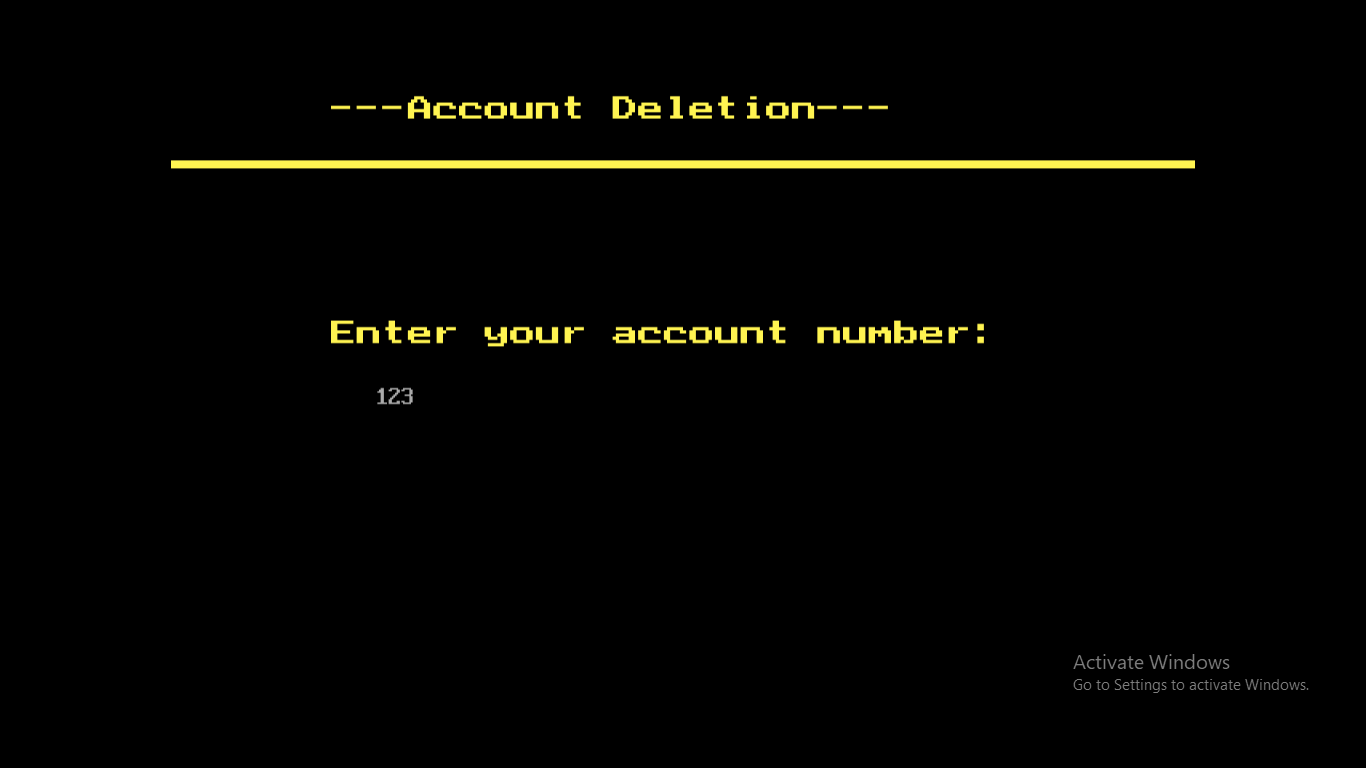 ---Account Deletion---
Enter your account number:
123
Activate Windows
Go to Settings to activate Windows.